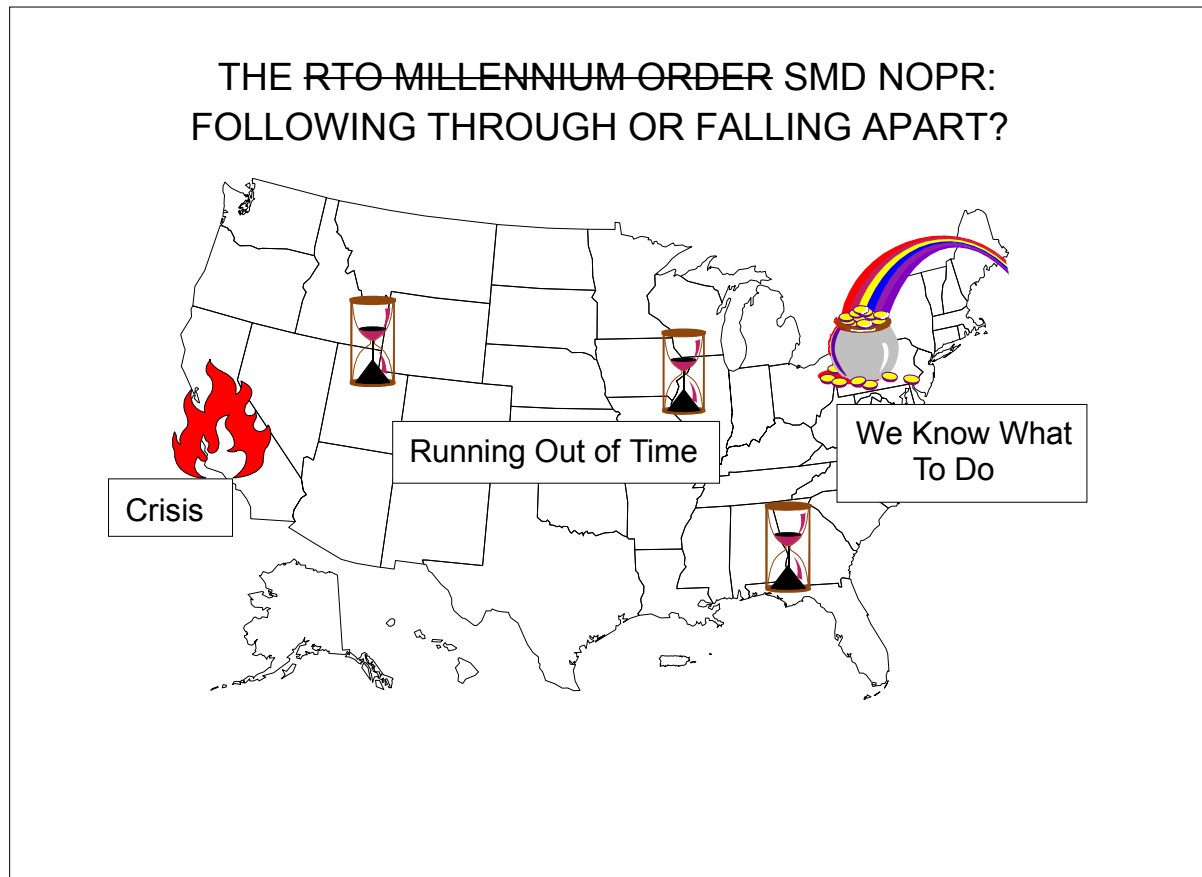 THE RTO MILLENNIUM ORDER SMD NOPR:
FOLLOWING THROUGH OR FALLING APART?
Running Out of Time
We Know What
To Do
Crisis